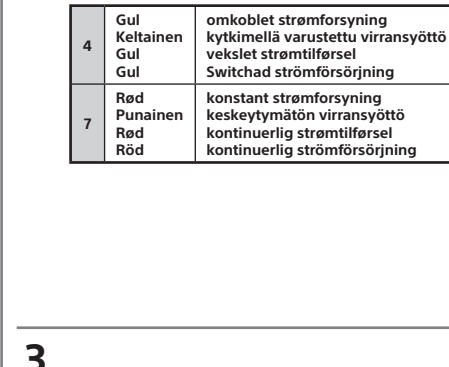 4
Gul omkoblet strømforsyning
Keltainen kytkimellä varustettu virransyöttö
Gul vekslet strømtilførsel
Gul Switchad strömförsörjning
7
Rød konstant strømforsyning
Punainen keskeytymätön virransyöttö
Rød kontinuerlig strømtilførsel
Röd kontinuerlig strömförsörjning
3